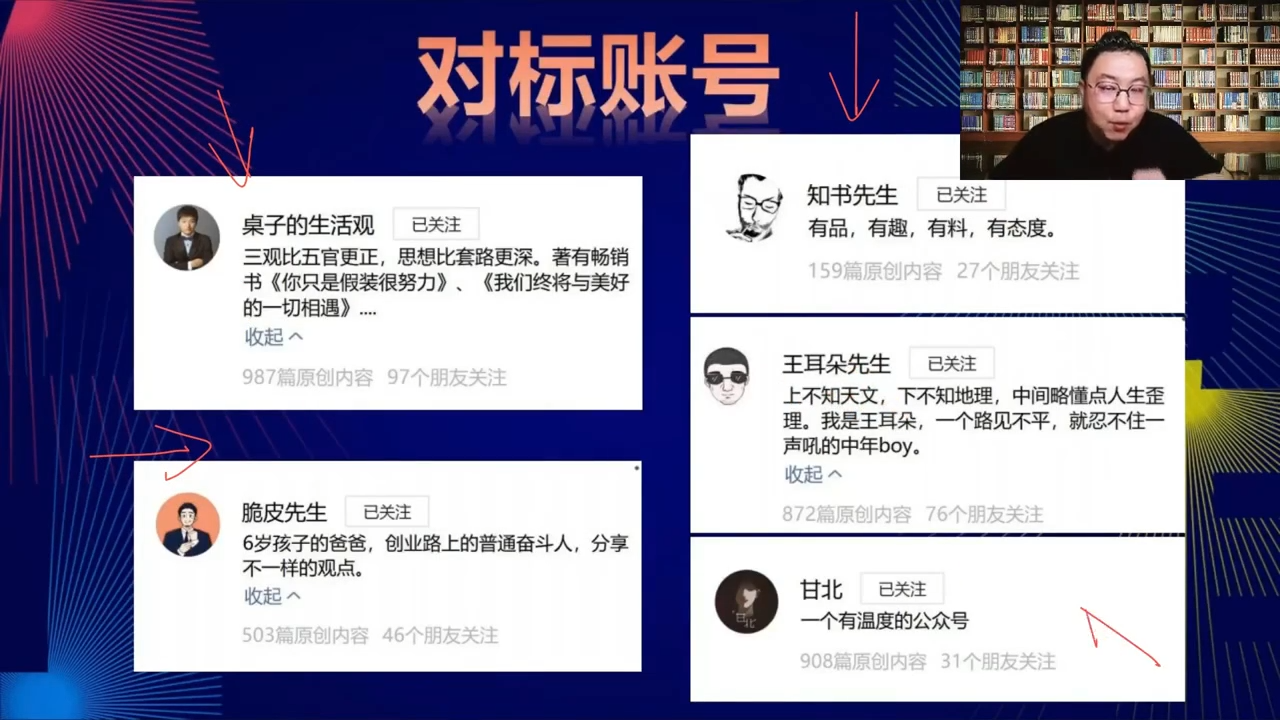 对标账号
桌子的生活观 已关注
三观比五官更正，思想比套路更深。著有畅销
书《你只是假装很努力》、《我们终将与美好
的一切相遇》....
收起
987篇原创内容 97个朋友关注
脆皮先生 已关注
6岁孩子的爸爸，创业路上的普通奋斗人，分享
不一样的观点。
收起
503篇原创内容 46个朋友关注
知书先生 已关注
有品，有趣，有料，有态度。
159篇原创内容 27个朋友关注
王耳朵先生 已关注
上不知天文，下不知地理，中间略懂点人生歪
理。我是王耳朵，一个路见不平，就忍不住一
声吼的中年boy。
收起
872篇原创内容 76个朋友关注
甘北 已关注
一个有温度的公众号
908篇原创内容 31个朋友关注
甘北